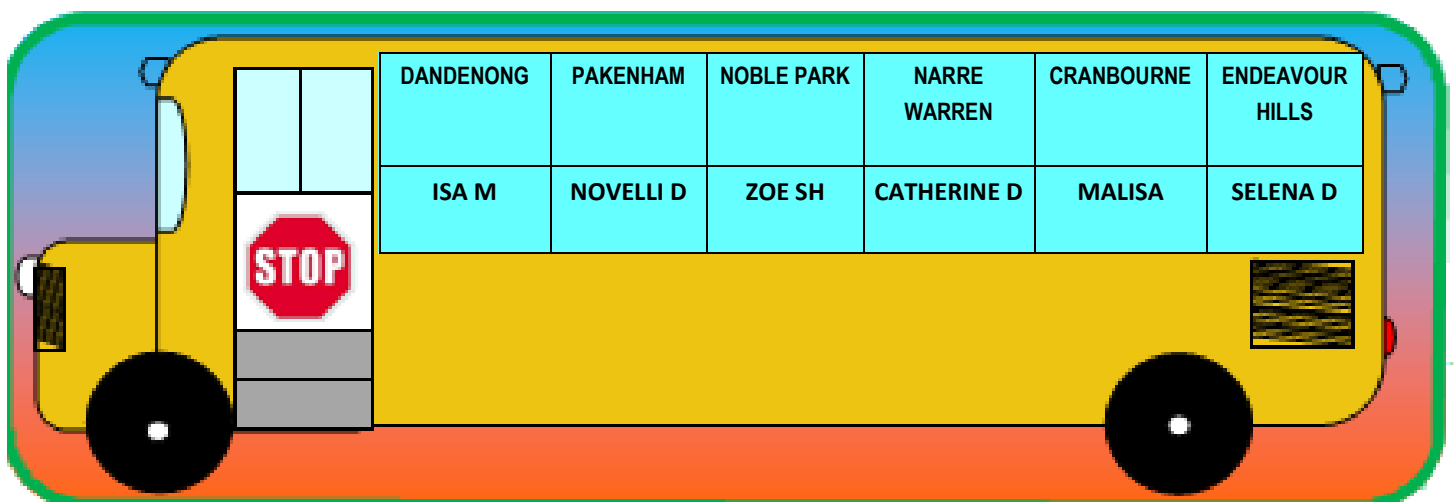 DANDENONG PAKENHAM NOBLE PARK NARRE WARREN CRANBOURNE ENDEAVOUR HILLS
ISA M NOVELLI D ZOE SH CATHERINE D MALISA SELENA D
STOP